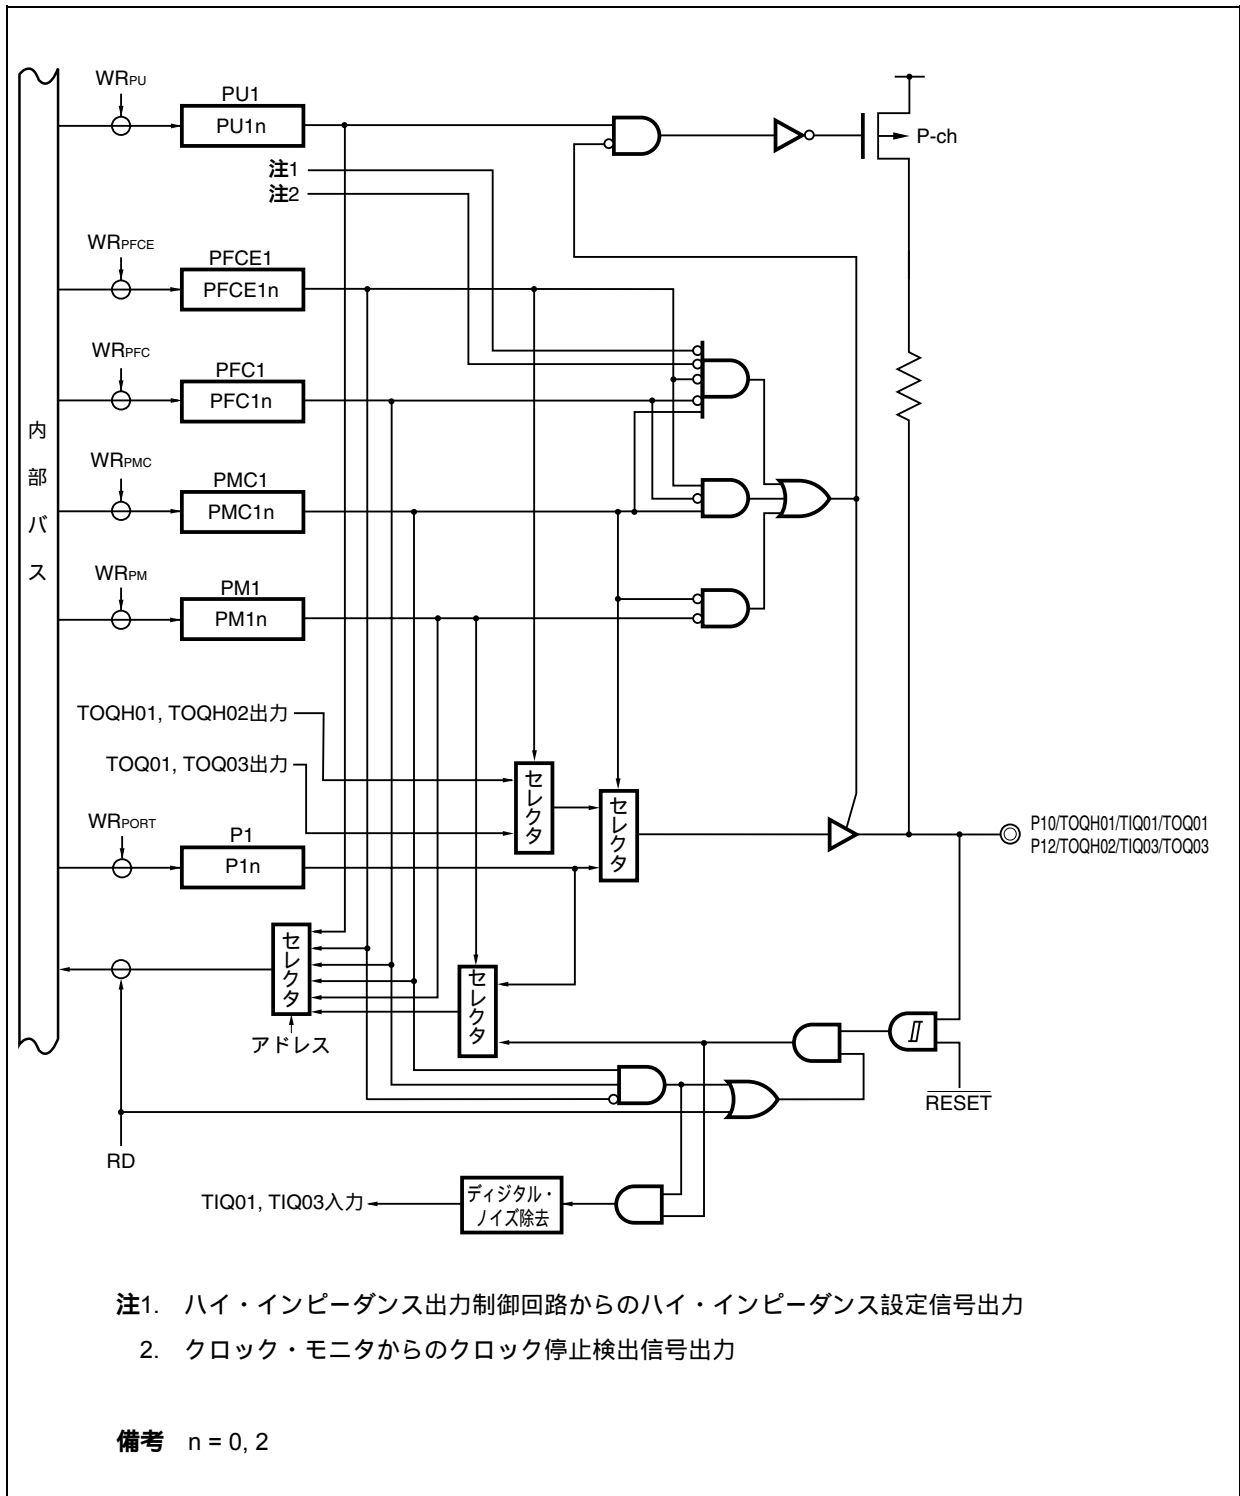 WRPU
PU1
PU1n
P-ch
注1
注2
WRPFCE
PFCE1
PFCE1n
WRPFC
PFC1
PFC1n
内部バス
WRPMC
PMC1
PMC1n
WRPM
PM1
PM1n
TOQH01, TOQH02出力
TOQ01, TOQ03出力
セレクタ
セレクタ
WRPORT
P1
P1n
P10/TOQH01/TIQ01/TOQ01
P12/TOQH02/TIQ03/TOQ03
セレクタ
セレクタ
アドレス
RESET
RD
TIQ01, TIQ03入力
ディジタル・
ノイズ除去
注1. ハイ・インピーダンス出力制御回路からのハイ・インピーダンス設定信号出力
2. クロック・モニタからのクロック停止検出信号出力
備考 n = 0, 2